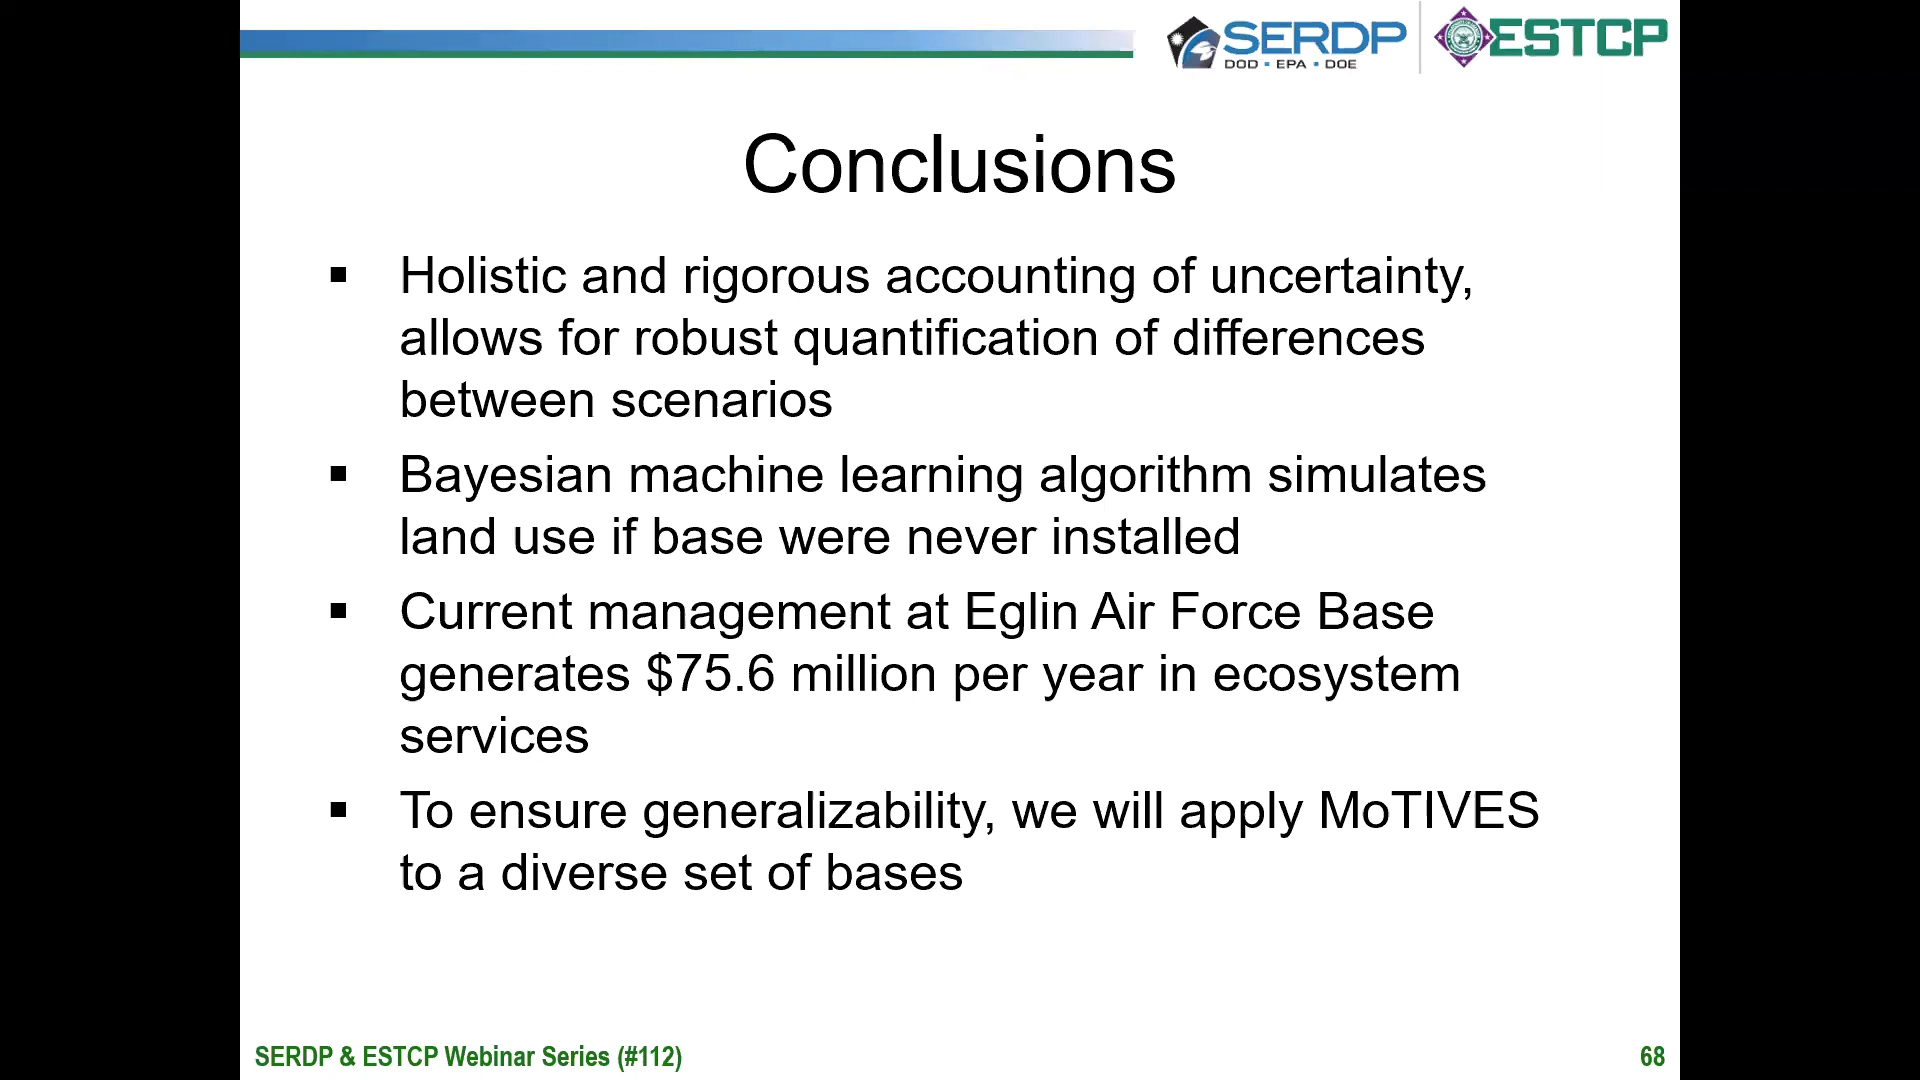 SERDP
DOD ▪ EPA ▪ DOE
ESTCP
Conclusions
▪ Holistic and rigorous accounting of uncertainty,
allows for robust quantification of differences
between scenarios
▪ Bayesian machine learning algorithm simulates
land use if base were never installed
▪ Current management at Eglin Air Force Base
generates $75.6 million per year in ecosystem
services
▪ To ensure generalizability, we will apply MoTIVES
to a diverse set of bases
SERDP & ESTCP Webinar Series (#112)
68